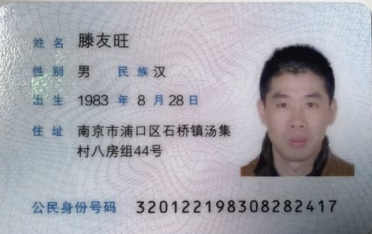 姓名 滕友旺
性别 男 民族 汉
出生 1983 年 8 月 28 日
住址 南京市浦口区石桥镇汤集
村八房组44号
公民身份号码 320122198308282417